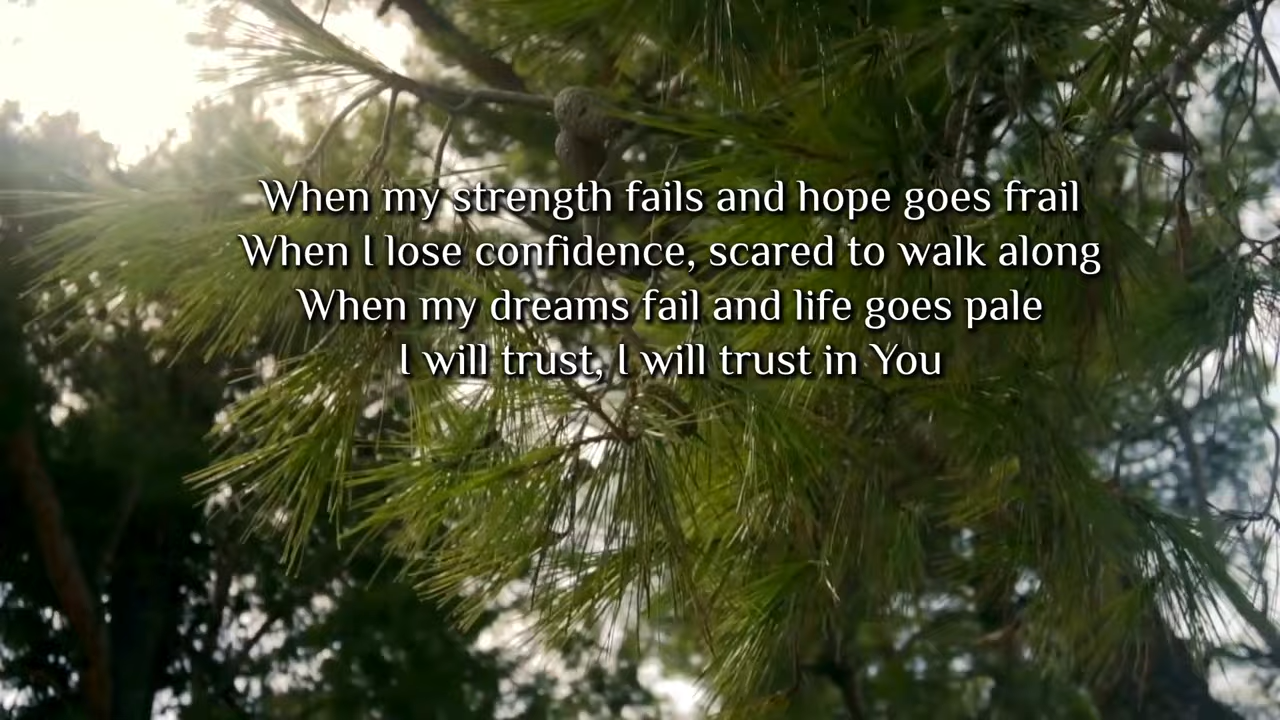 When my strength fails and hope goes frail
When I lose confidence, scared to walk along
When my dreams fail and life goes pale
I will trust, I will trust in You